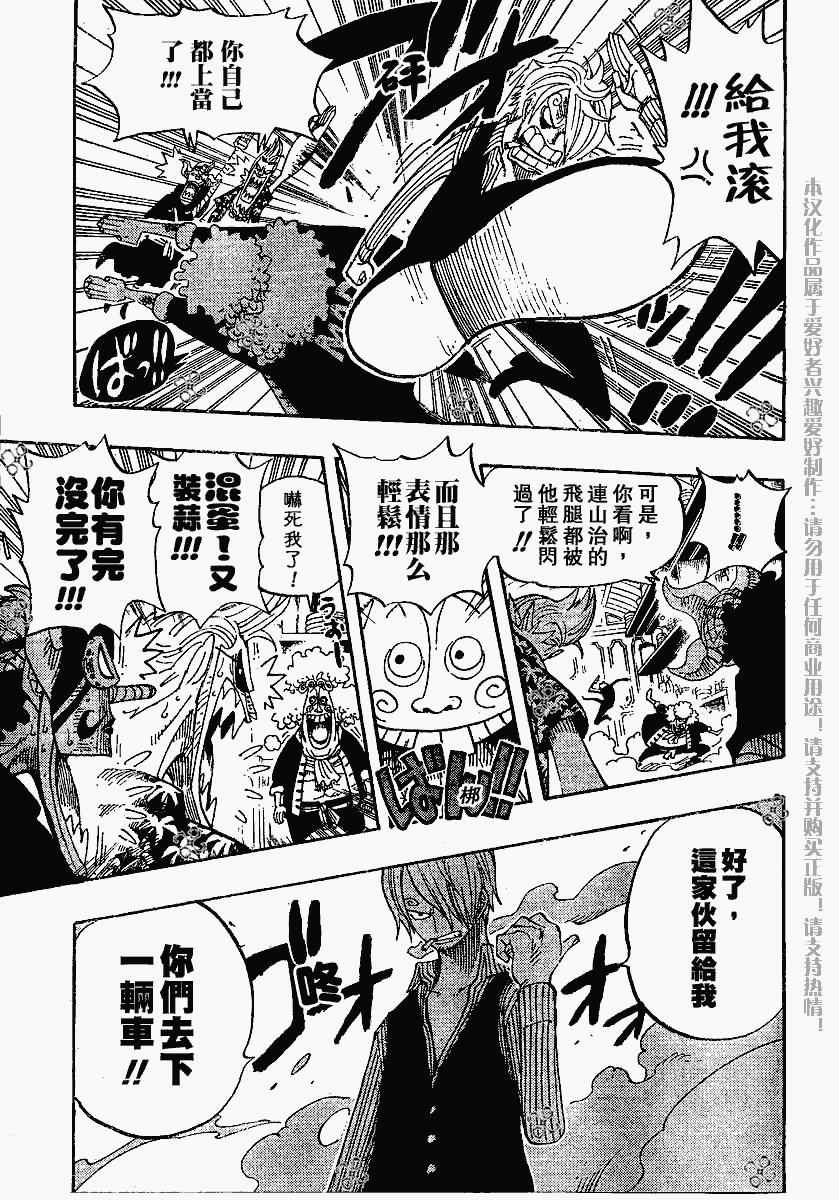 給我滾
!!!
砰
你自己
都上當
了!!!
ばっ!!
……!!
可是，
你看啊，
連山治的
飛腿都被
他輕鬆閃
過了!!
而且那
表情那么
輕鬆!!!
ばん!!
梆
嚇死我了!
うおー
混蛋!又
裝蒜!!!
你有完
沒完了!!!
好了，
這家伙留給我
咚
你們去下
一輛車!!
本汉化作品属于爱好者兴趣爱好制作…请勿用于任何商业用途！请支持并购买正版！请支持热情！